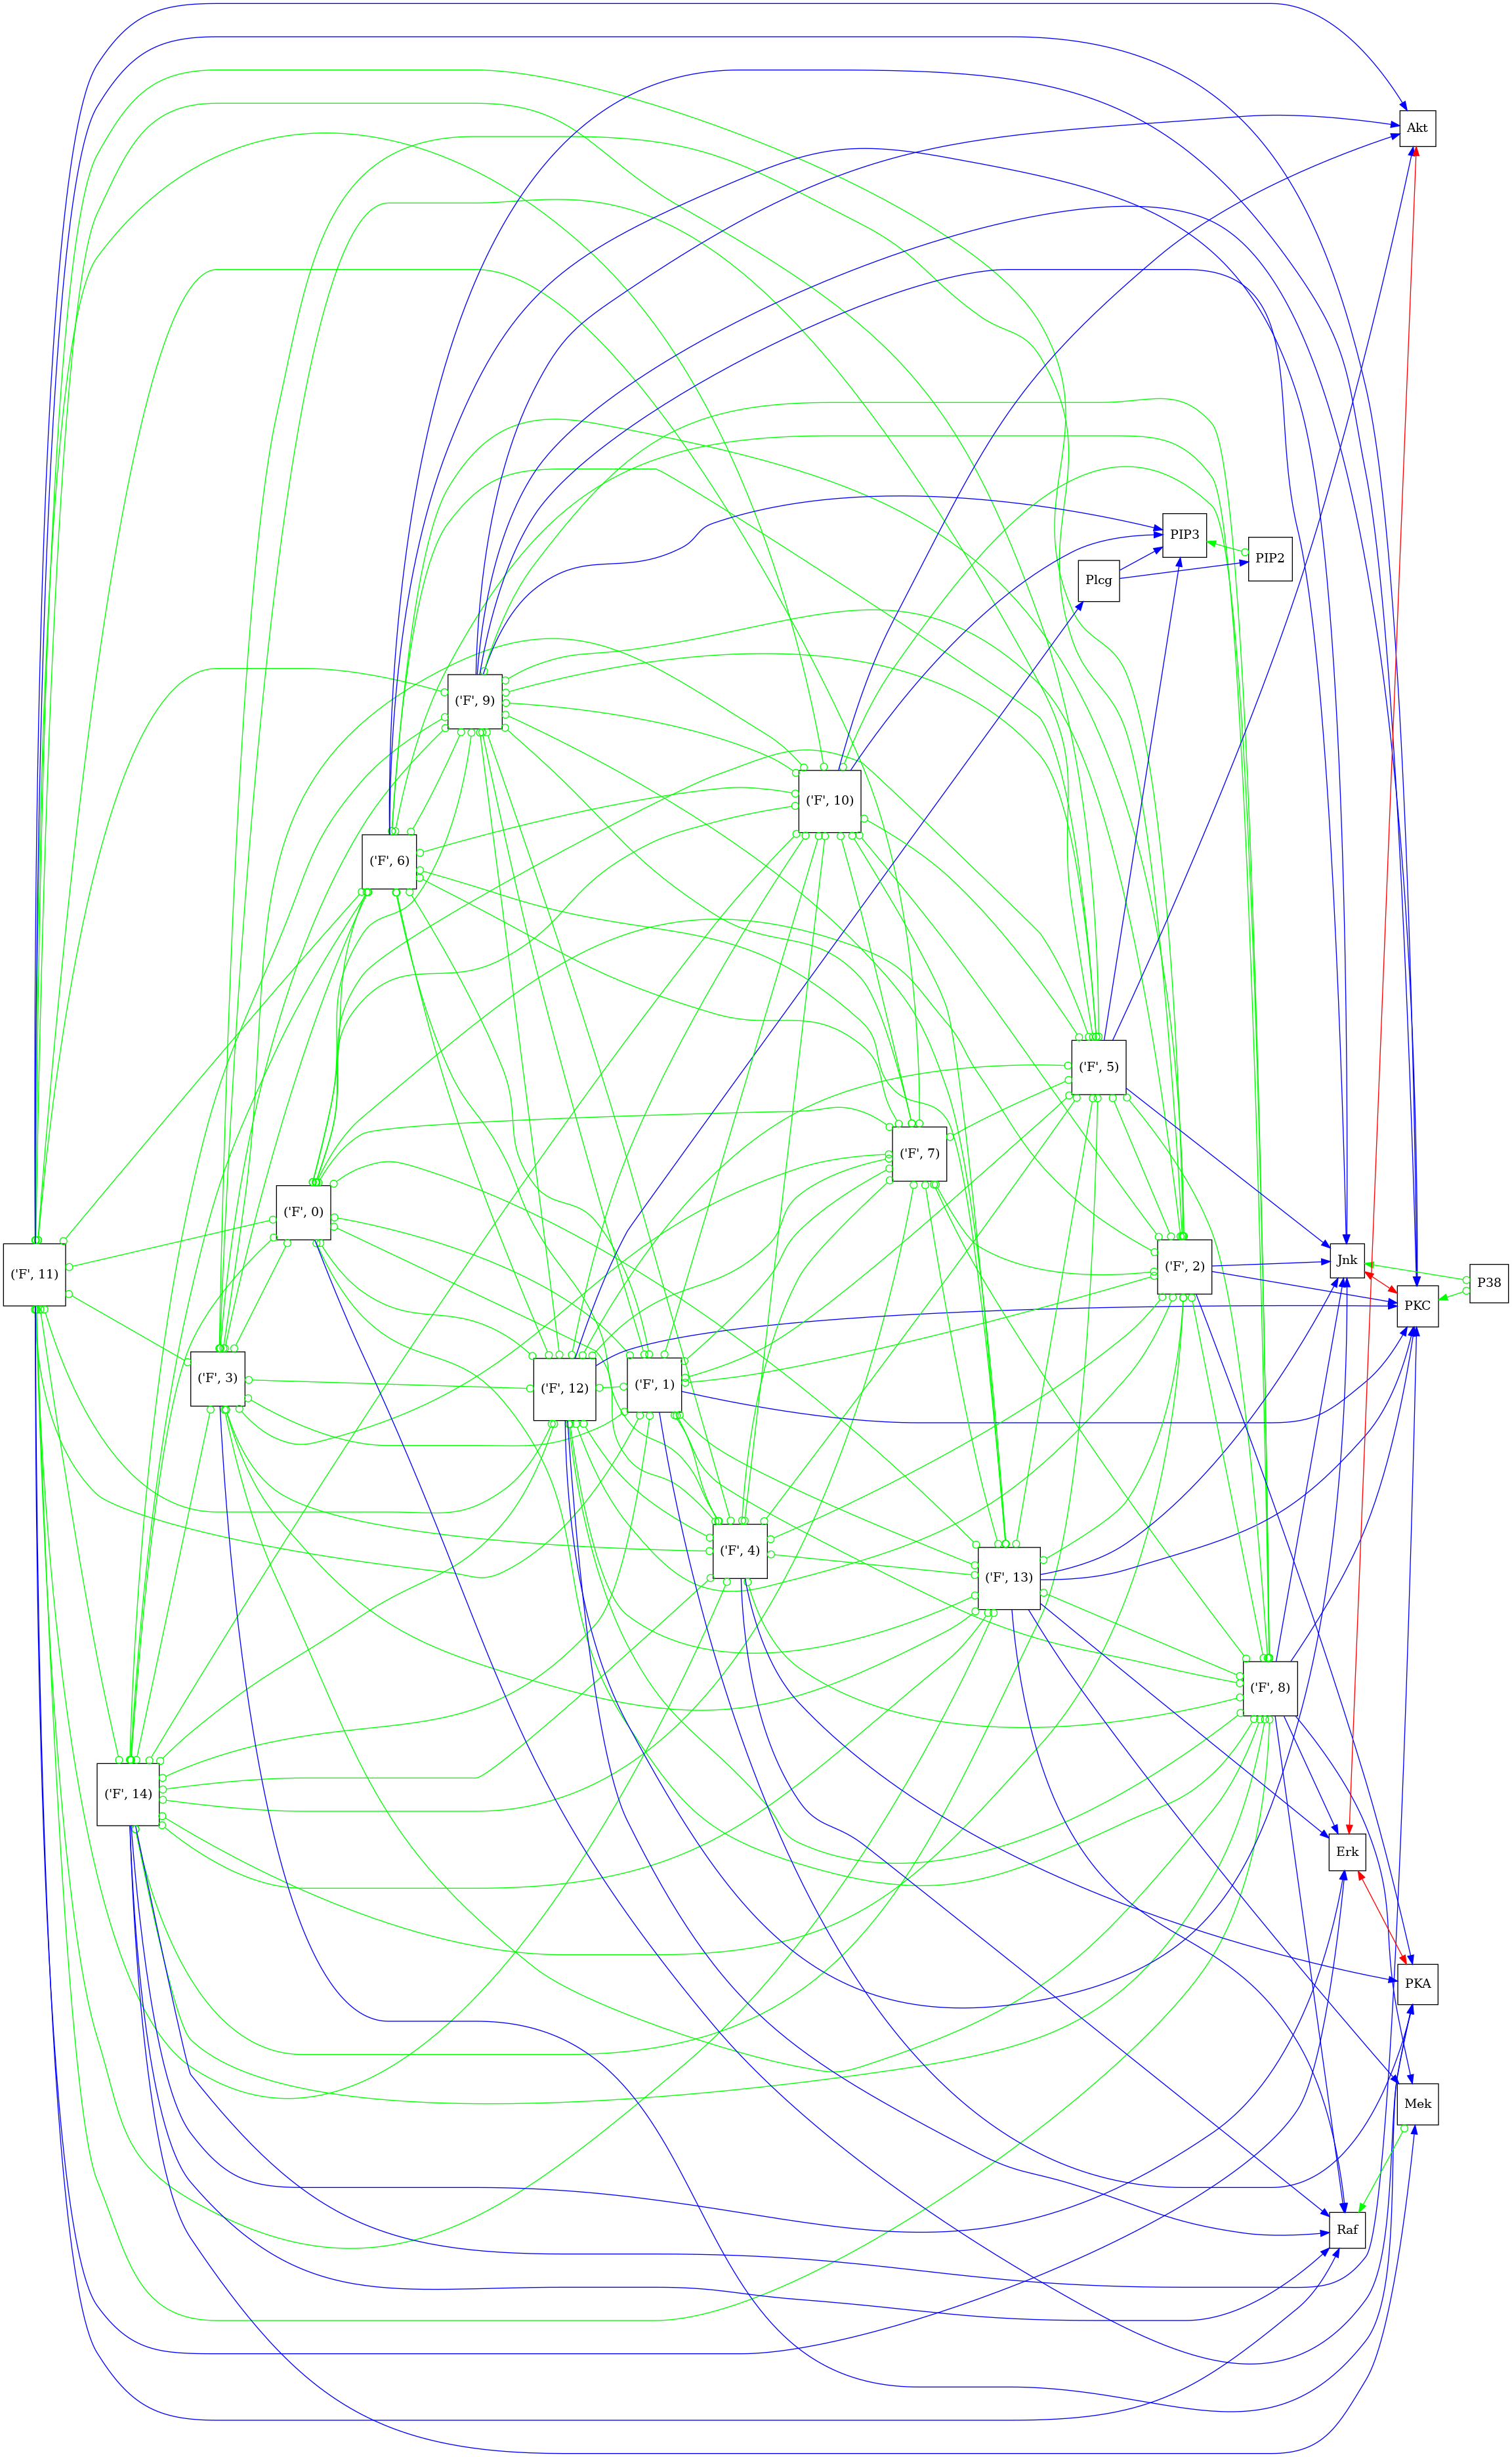 Akt
PIP3
PIP2
Plcg
('F', 9)
('F', 10)
('F', 6)
('F', 5)
('F', 7)
('F', 0)
('F', 2)
Jnk
('F', 11)
P38
PKC
('F', 3)
('F', 12)
('F', 1)
('F', 4)
('F', 13)
('F', 8)
('F', 14)
Erk
PKA
Mek
Raf